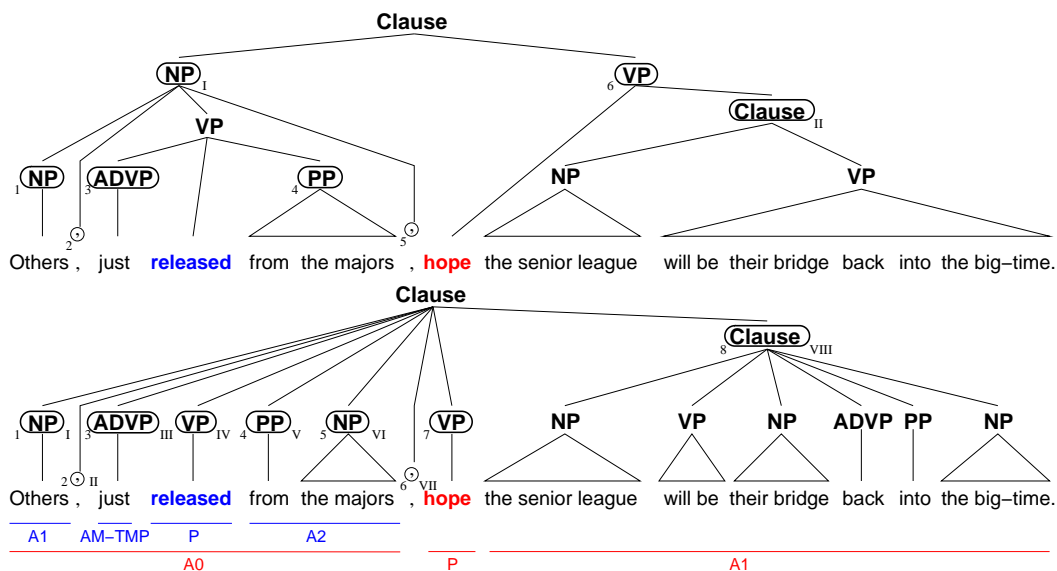 Clause
NP I VP 6
Clause II
VP
1 NP 3 ADVP 4 PP NP VP
2 , 5 ,
Others , just released from the majors , hope the senior league will be their bridge back into the big−time.
Clause
8 Clause VIII
1 NP I 3 ADVP III VP IV 4 PP V 5 NP VI 7 VP NP VP NP ADVP PP NP
2 , II 6 , VII
Others , just released from the majors , hope the senior league will be their bridge back into the big−time.
A1 AM−TMP P A2
A0 P A1